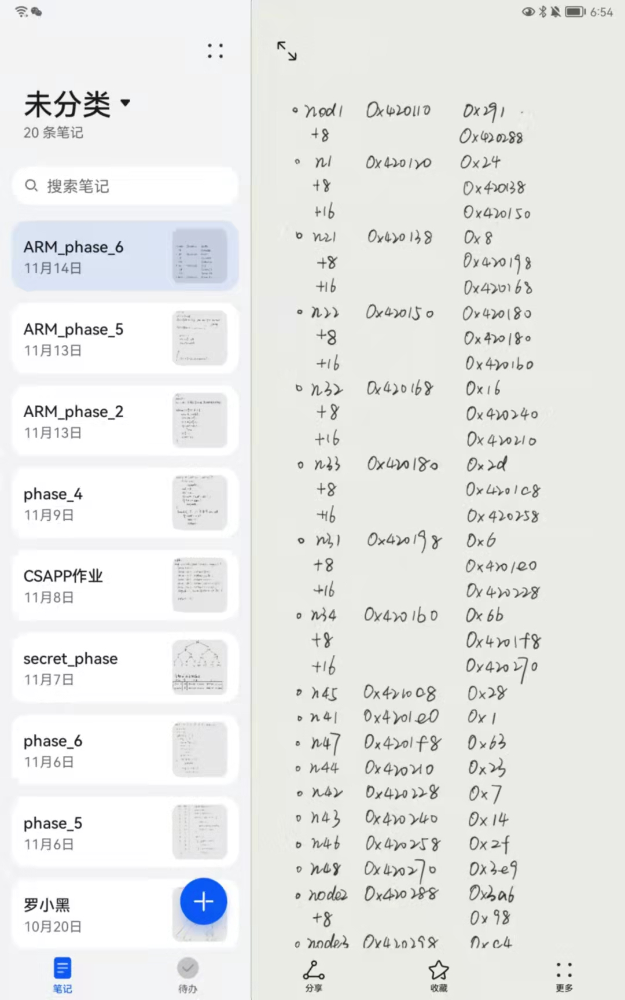 6:54
未分类
20 条笔记
搜索笔记
ARM_phase_6
11月14日
ARM_phase_5
11月13日
ARM_phase_2
11月13日
phase_4
11月9日
CSAPP作业
11月8日
secret_phase
11月7日
phase_6
11月6日
phase_5
11月6日
罗小黑
10月20日
笔记
待办
nod1 0x420110 0x291
+8 0x420288
n1 0x420120 0x24
+8 0x420138
+16 0x420150
n21 0x420138 0x8
+8 0x420198
+16 0x420168
n22 0x420150 0x420180
+8 0x420180
+16 0x4201b0
n32 0x420168 0x16
+8 0x420240
+16 0x420210
n33 0x420180 0x2d
+8 0x4201c8
+16 0x420258
n31 0x420198 0x6
+8 0x4201e0
+16 0x420228
n34 0x4201b0 0x6b
+8 0x4201f8
+16 0x420270
n45 0x4210c8 0x28
n41 0x4201e0 0x1
n47 0x4201f8 0x63
n44 0x420210 0x23
n42 0x420228 0x7
n43 0x420240 0x14
n46 0x420258 0x2f
n48 0x420270 0x3e9
node2 0x420288 0x3a6
+8 0x98
node3 0x420298 0xc4
分享
收藏
更多